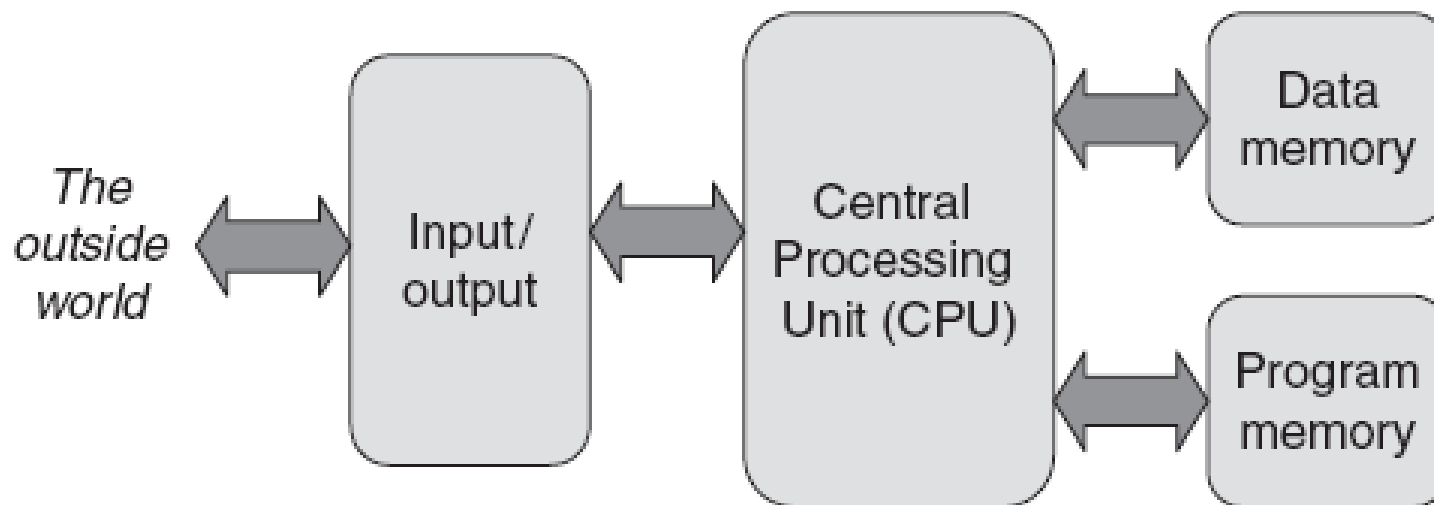 The
outside
world
Input/
output
Central
Processing
Unit (CPU)
Data
memory
Program
memory